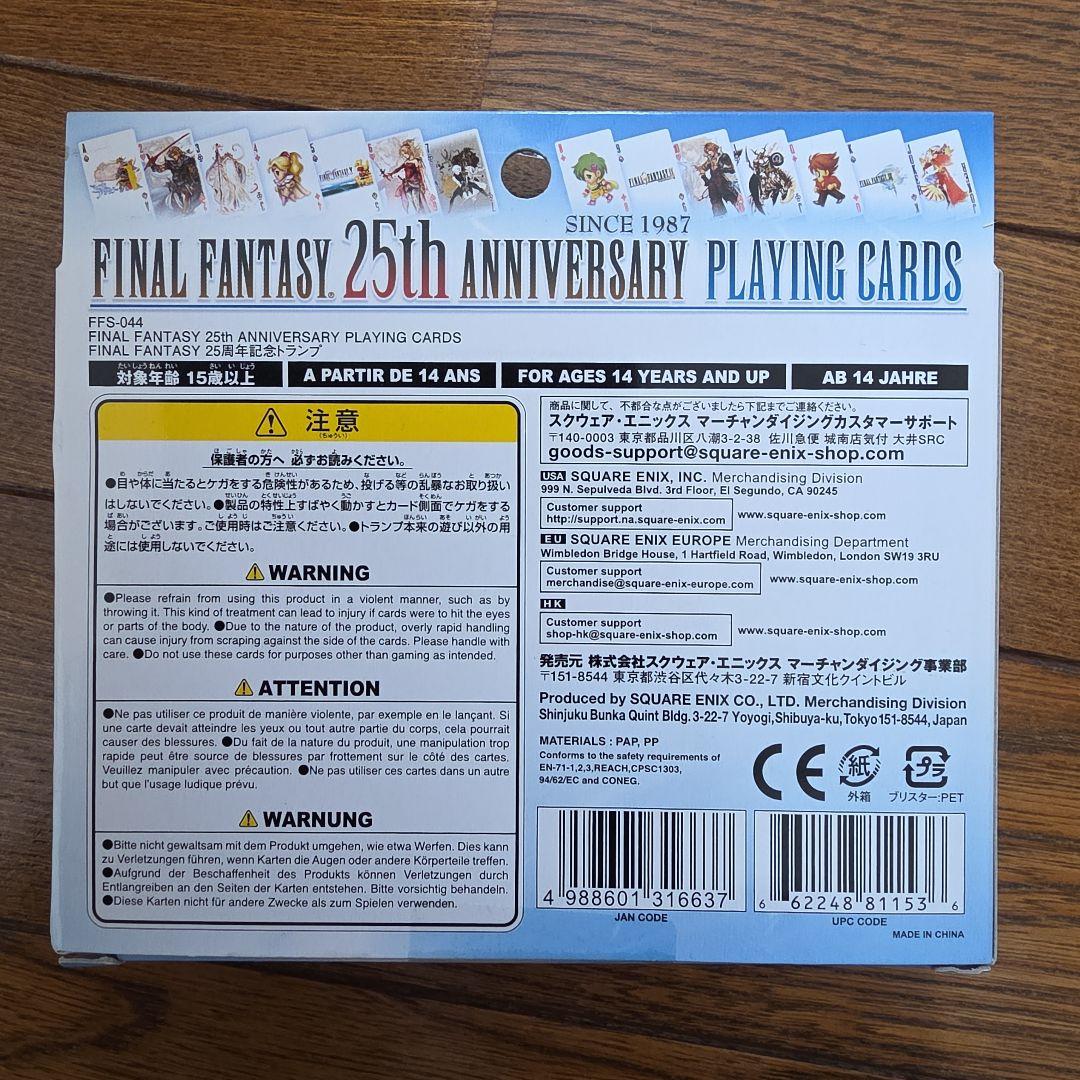 SINCE 1987
FINAL FANTASY® 25th ANNIVERSARY PLAYING CARDS
FFS-044
FINAL FANTASY 25th ANNIVERSARY PLAYING CARDS
FINAL FANTASY 25周年記念トランプ
対象年齢 15歳以上
A PARTIR DE 14 ANS
FOR AGES 14 YEARS AND UP
AB 14 JAHRE
注意
(ちゅうい)
保護者の方へ 必ずお読みください。
●目や体に当たるとケガをする危険性があるため、投げる等の乱暴なお取り扱い
はしないでください。●製品の特性上すばやく動かすとカード側面でケガをする
場合がございます。ご使用時はご注意ください。●トランプ本来の遊び以外の用
途には使用しないでください。
WARNING
●Please refrain from using this product in a violent manner, such as by
throwing it. This kind of treatment can lead to injury if cards were to hit the eyes
or parts of the body. ●Due to the nature of the product, overly rapid handling
can cause injury from scraping against the side of the cards. Please handle with
care. ●Do not use these cards for purposes other than gaming as intended.
ATTENTION
●Ne pas utiliser ce produit de manière violente, par exemple en le lançant. Si
une carte devait atteindre les yeux ou tout autre partie du corps, cela pourrait
causer des blessures. ●Du fait de la nature du produit, une manipulation trop
rapide peut être source de blessures par frottement sur le côté des cartes.
Veuillez manipuler avec précaution. ●Ne pas utiliser ces cartes dans un autre
but que l'usage ludique prévu.
WARNUNG
●Bitte nicht gewaltsam mit dem Produkt umgehen, wie etwa Werfen. Dies kann
zu Verletzungen führen, wenn Karten die Augen oder andere Körperteile treffen.
●Aufgrund der Beschaffenheit des Produkts können Verletzungen durch
Entlangreiben an den Seiten der Karten entstehen. Bitte vorsichtig behandeln.
●Diese Karten nicht für andere Zwecke als zum Spielen verwenden.
商品に関して、不都合な点がございましたら下記までご連絡ください。
スクウェア・エニックス マーチャンダイジングカスタマーサポート
〒140-0003 東京都品川区八潮3-2-38 佐川急便 城南店気付 大井SRC
goods-support@square-enix-shop.com
USA SQUARE ENIX, INC. Merchandising Division
999 N. Sepulveda Blvd. 3rd Floor, El Segundo, CA 90245
Customer support
http://support.na.square-enix.com
www.square-enix-shop.com
EU SQUARE ENIX EUROPE Merchandising Department
Wimbledon Bridge House, 1 Hartfield Road, Wimbledon, London SW19 3RU
Customer support
merchandise@square-enix-europe.com
www.square-enix-shop.com
HK
Customer support
shop-hk@square-enix-shop.com
www.square-enix-shop.com
発売元 株式会社スクウェア・エニックス マーチャンダイジング事業部
〒151-8544 東京都渋谷区代々木3-22-7 新宿文化クイントビル
Produced by SQUARE ENIX CO., LTD. Merchandising Division
Shinjuku Bunka Quint Bldg. 3-22-7 Yoyogi, Shibuya-ku, Tokyo 151-8544, Japan
MATERIALS : PAP, PP
Conforms to the safety requirements of
EN-71-1,2,3,REACH,CPSC1303,
94/62/EC and CONEG.
CE
紙
外箱
プラ
ブリスター:PET
4 988601 316637
JAN CODE
6 62248 81153 6
UPC CODE
MADE IN CHINA